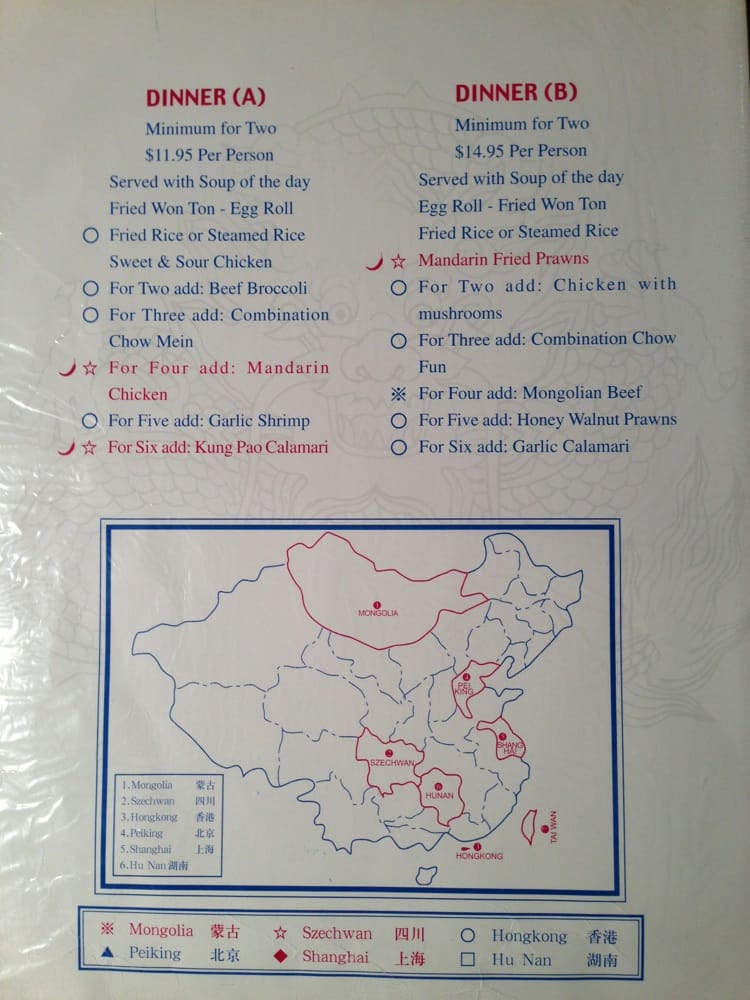 DINNER (A)
Minimum for Two
$11.95 Per Person
Served with Soup of the day
Fried Won Ton - Egg Roll
○ Fried Rice or Steamed Rice
Sweet & Sour Chicken
○ For Two add: Beef Broccoli
○ For Three add: Combination
Chow Mein
☆ For Four add: Mandarin
Chicken
○ For Five add: Garlic Shrimp
☆ For Six add: Kung Pao Calamari
DINNER (B)
Minimum for Two
$14.95 Per Person
Served with Soup of the day
Egg Roll - Fried Won Ton
Fried Rice or Steamed Rice
☆ Mandarin Fried Prawns
○ For Two add: Chicken with
mushrooms
○ For Three add: Combination Chow
Fun
※ For Four add: Mongolian Beef
○ For Five add: Honey Walnut Prawns
○ For Six add: Garlic Calamari
1
MONGOLIA
4
PEI
KING
SHANG
HAI
2
SZECHWAN
6
HUNAN
TAI WAN
3
HONGKONG
1.Mongolia 蒙古
2.Szechwan 四川
3.Hongkong 香港
4.Peiking 北京
5.Shanghai 上海
6.Hu Nan 湖南
※ Mongolia 蒙古 ☆ Szechwan 四川 ○ Hongkong 香港
▲ Peiking 北京 ◆ Shanghai 上海 □ Hu Nan 湖南